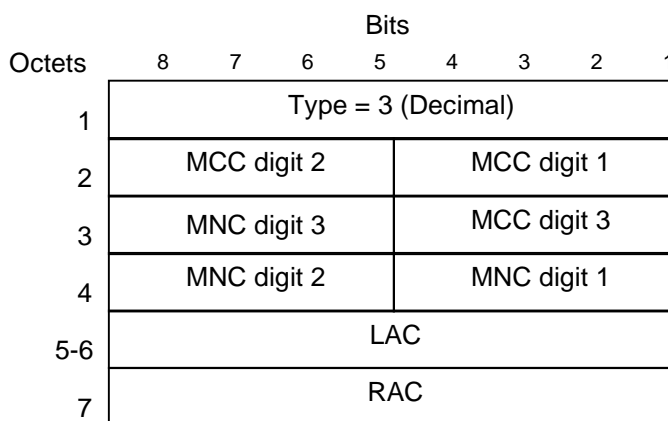 Bits
Octets 8 7 6 5 4 3 2 1
1 Type = 3 (Decimal)
2 MCC digit 2 MCC digit 1
3 MNC digit 3 MCC digit 3
4 MNC digit 2 MNC digit 1
5-6 LAC
7 RAC